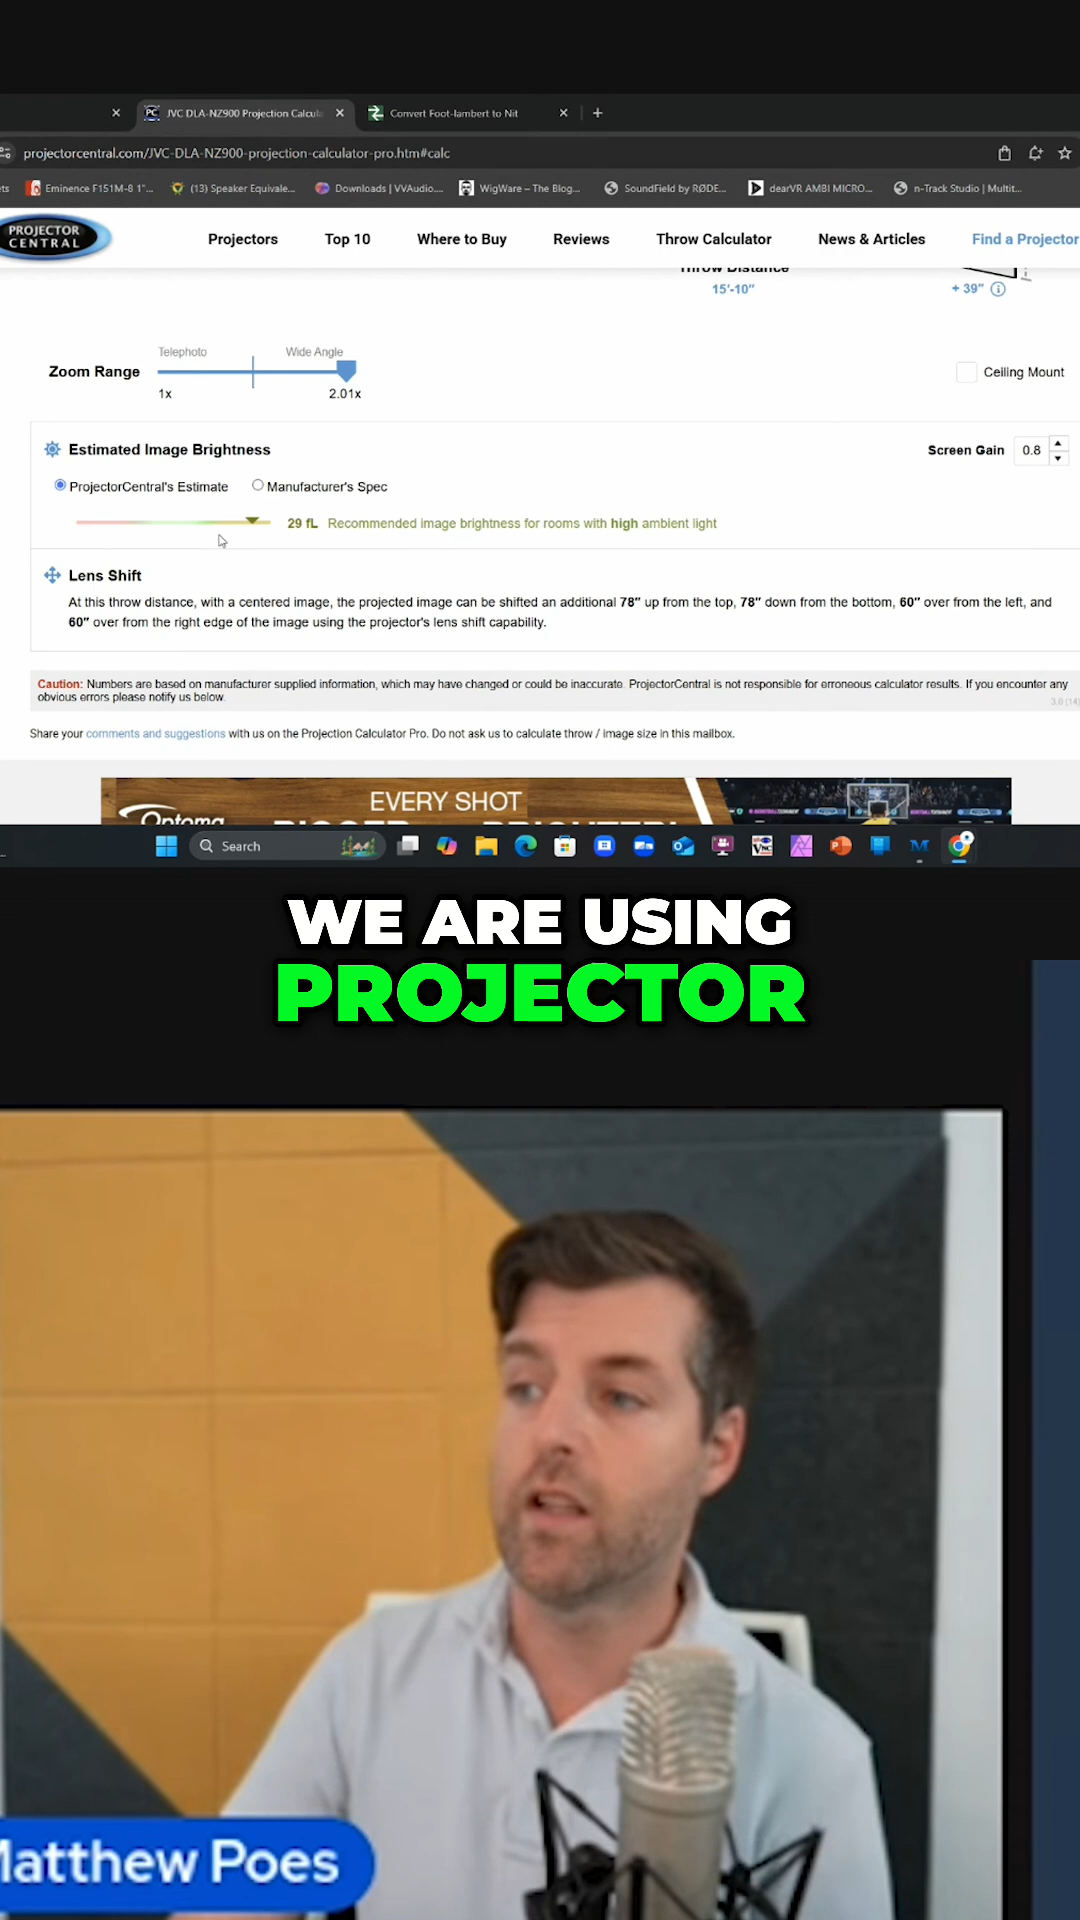 JVC DLA-NZ900 Projection Calcul
Convert Foot-lambert to Nit
projectorcentral.com/JVC-DLA-NZ900-projection-calculator-pro.htm#calc
ets
Eminence F151M-8 1"...
(13) Speaker Equivale...
Downloads | VVAudio....
WigWare – The Blog...
SoundField by RØDE...
dearVR AMBI MICRO...
n-Track Studio | Multit...
PROJECTOR
CENTRAL
Projectors
Top 10
Where to Buy
Reviews
Throw Calculator
News & Articles
Find a Projector
Throw Distance
15'-10"
+ 39"
Telephoto
Wide Angle
Zoom Range
1x
2.01x
Ceiling Mount
Estimated Image Brightness
Screen Gain 0.8
ProjectorCentral's Estimate
Manufacturer's Spec
29 fL Recommended image brightness for rooms with high ambient light
Lens Shift
At this throw distance, with a centered image, the projected image can be shifted an additional 78" up from the top, 78" down from the bottom, 60" over from the left, and
60" over from the right edge of the image using the projector's lens shift capability.
Caution: Numbers are based on manufacturer supplied information, which may have changed or could be inaccurate. ProjectorCentral is not responsible for erroneous calculator results. If you encounter any
obvious errors please notify us below.
3.0 (14)
Share your comments and suggestions with us on the Projection Calculator Pro. Do not ask us to calculate throw / image size in this mailbox.
Optoma
EVERY SHOT
Search
WE ARE USING
PROJECTOR
Matthew Poes